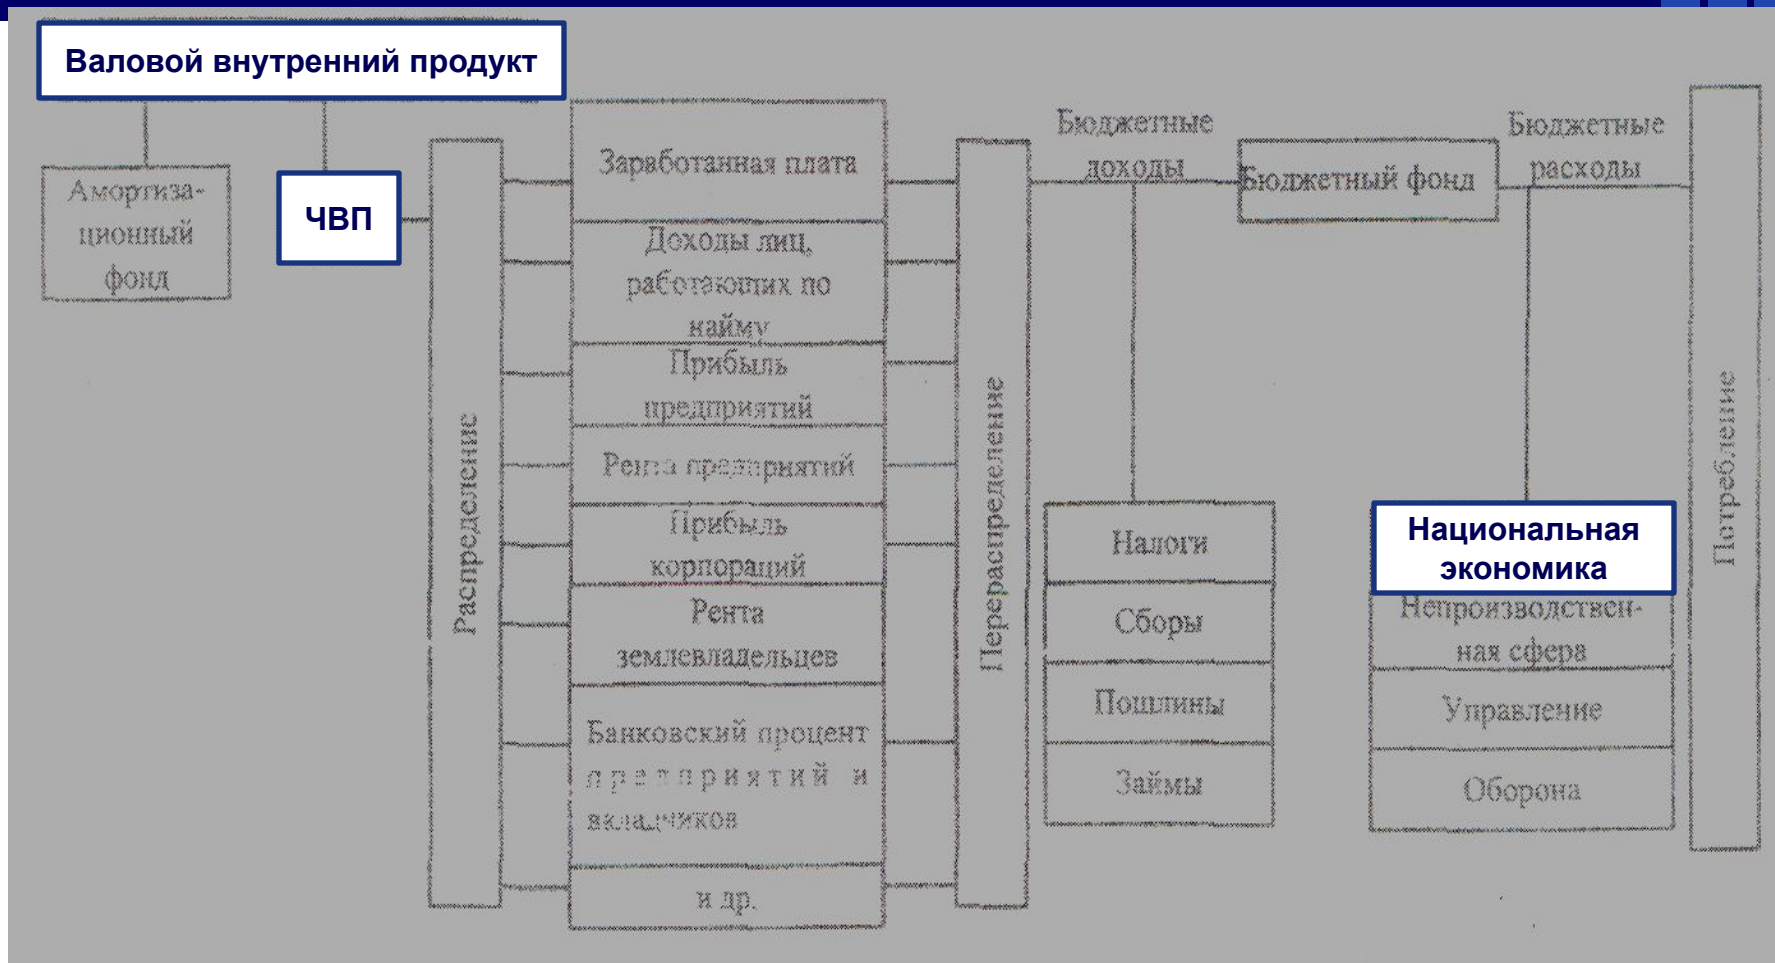 Валовой внутренний продукт
Амортиза-
ционный
фонд
ЧВП
Распределение
Заработанная плата
Доходы лиц,
работающих по
найму
Прибыль
предприятий
Рента предприятий
Прибыль
корпораций
Рента
землевладельцев
Банковский процент
предприятий и
вкладчиков
и др.
Перераспределение
Бюджетные
доходы
Налоги
Сборы
Пошлины
Займы
Бюджетный фонд
Бюджетные
расходы
Национальная
экономика
Непроизводствен-
ная сфера
Управление
Оборона
Потребление